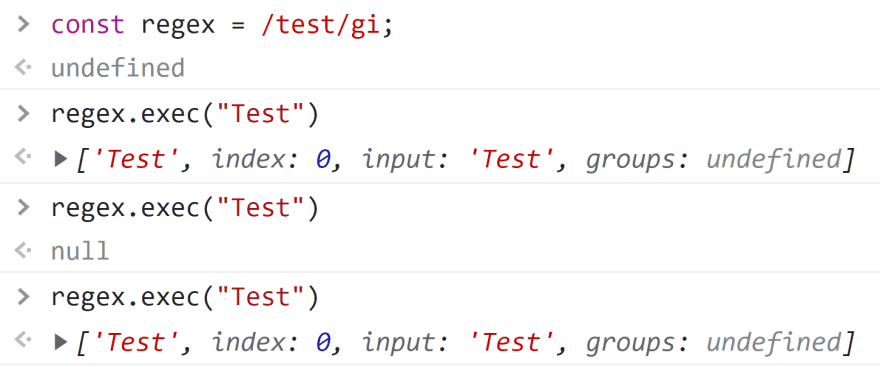 > const regex = /test/gi;
undefined
> regex.exec("Test")
['Test', index: 0, input: 'Test', groups: undefined]
> regex.exec("Test")
null
> regex.exec("Test")
['Test', index: 0, input: 'Test', groups: undefined]